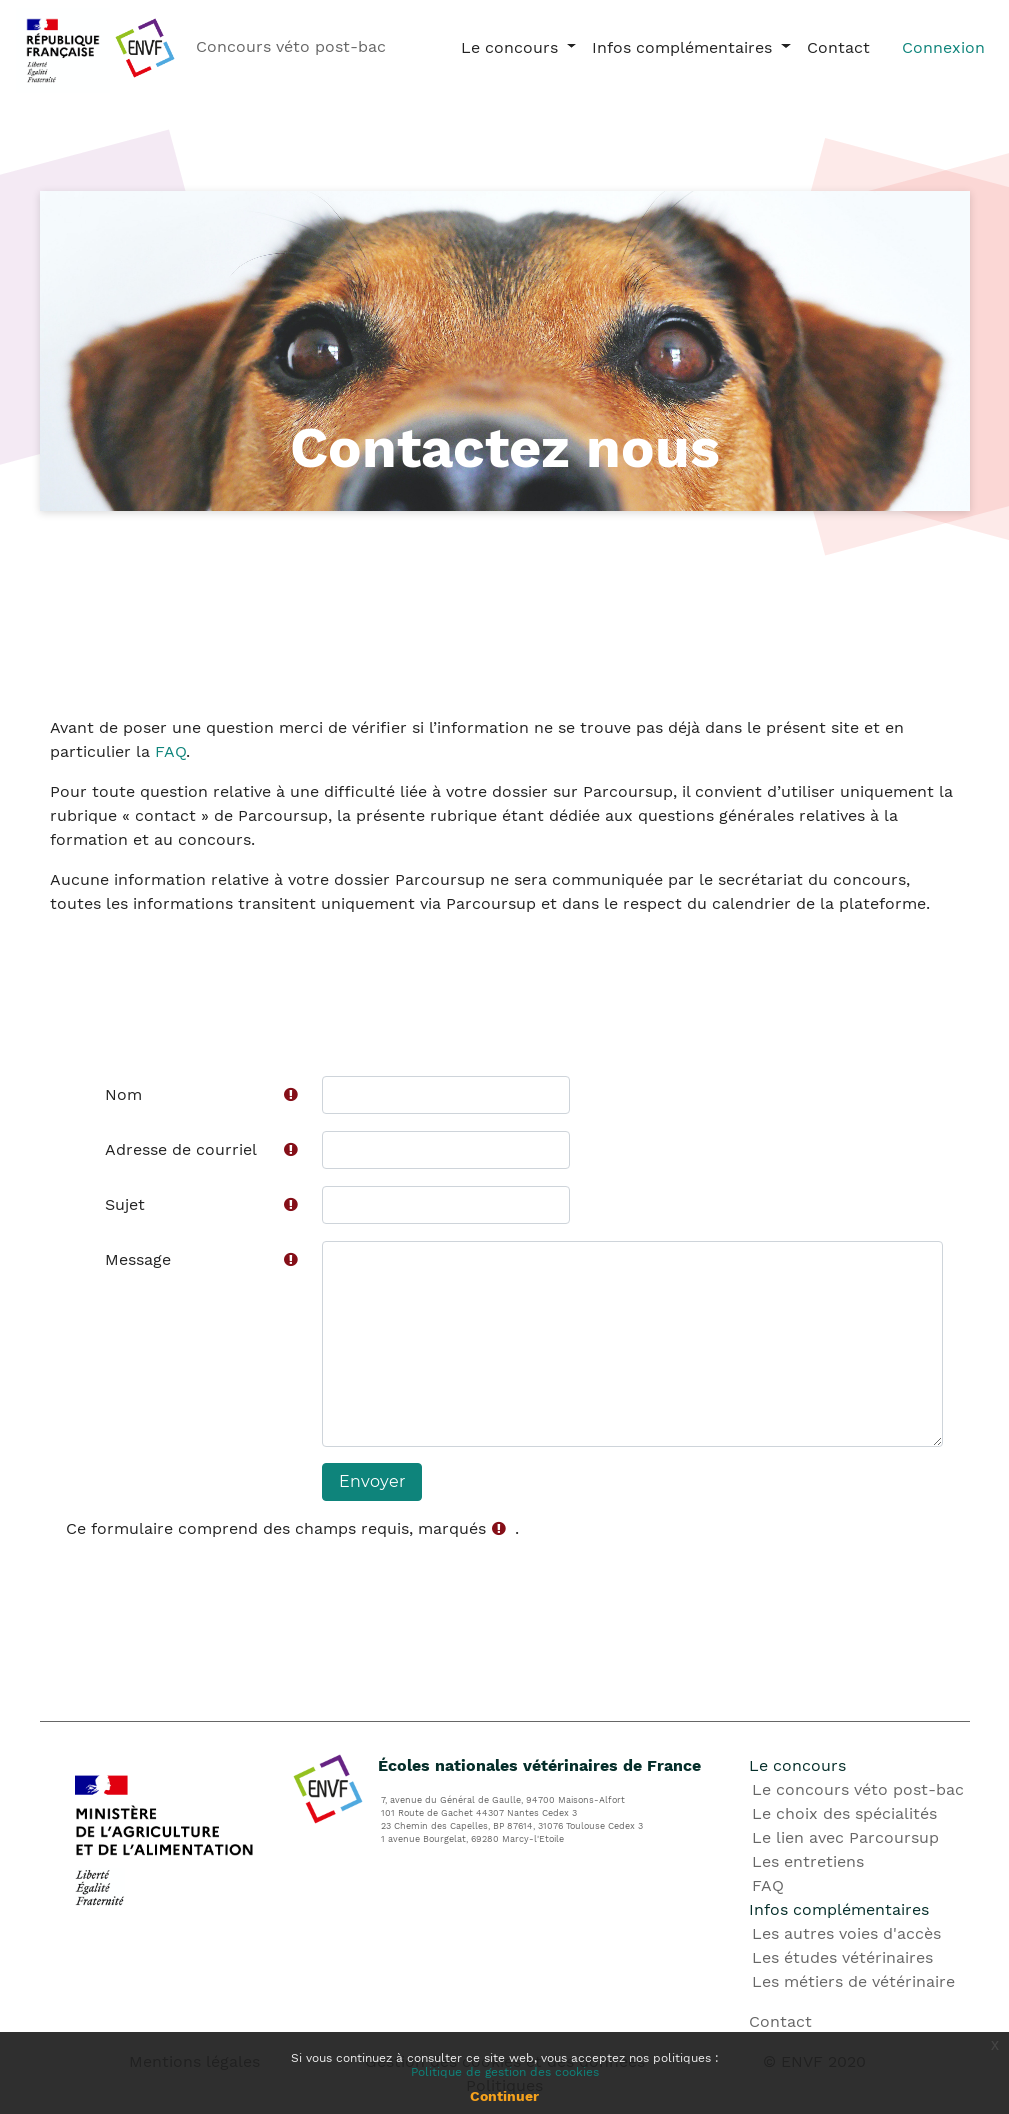 RÉPUBLIQUE
FRANÇAISE
Liberté
Égalité
Fraternité
ENVF
Concours véto post-bac
Le concours
Infos complémentaires
Contact
Connexion
Contactez nous
Avant de poser une question merci de vérifier si l’information ne se trouve pas déjà dans le présent site et en
particulier la FAQ.
Pour toute question relative à une difficulté liée à votre dossier sur Parcoursup, il convient d’utiliser uniquement la
rubrique « contact » de Parcoursup, la présente rubrique étant dédiée aux questions générales relatives à la
formation et au concours.
Aucune information relative à votre dossier Parcoursup ne sera communiquée par le secrétariat du concours,
toutes les informations transitent uniquement via Parcoursup et dans le respect du calendrier de la plateforme.
Nom
Adresse de courriel
Sujet
Message
Envoyer
Ce formulaire comprend des champs requis, marqués .
MINISTÈRE
DE L’AGRICULTURE
ET DE L’ALIMENTATION
Liberté
Égalité
Fraternité
ENVF
Écoles nationales vétérinaires de France
7, avenue du Général de Gaulle, 94700 Maisons-Alfort
101 Route de Gachet 44307 Nantes Cedex 3
23 Chemin des Capelles, BP 87614, 31076 Toulouse Cedex 3
1 avenue Bourgelat, 69280 Marcy-l'Etoile
Le concours
Le concours véto post-bac
Le choix des spécialités
Le lien avec Parcoursup
Les entretiens
FAQ
Infos complémentaires
Les autres voies d'accès
Les études vétérinaires
Les métiers de vétérinaire
Contact
x
Mentions légales
Si vous continuez à consulter ce site web, vous acceptez nos politiques :
© ENVF 2020
Politique de gestion des cookies
Politiques
Continuer